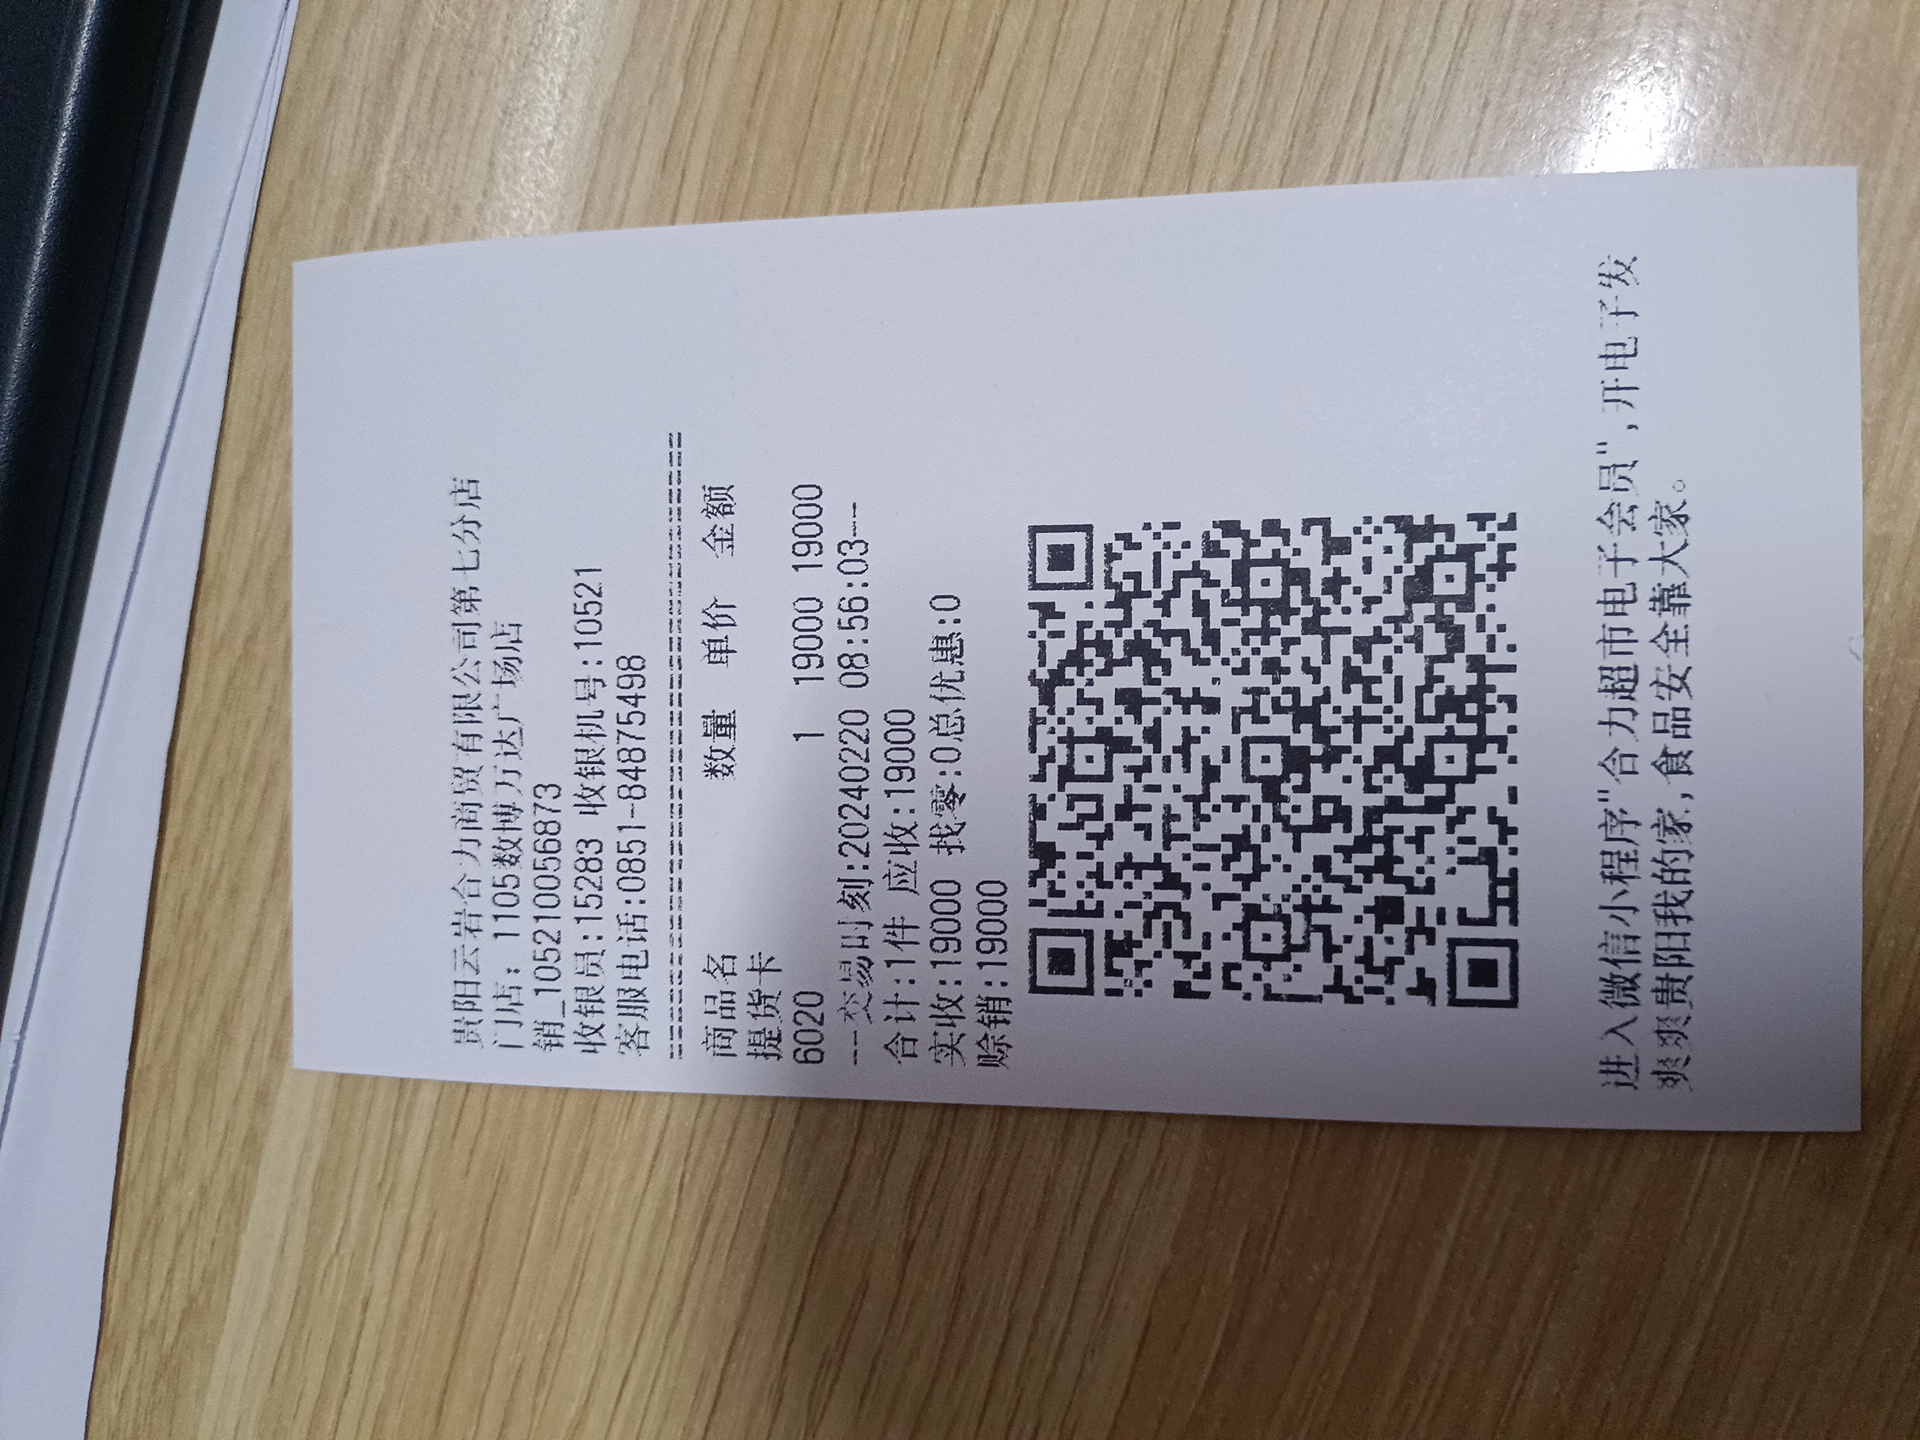 贵阳云岩合力商贸有限公司第七分店
门店: 1105数博万达广场店
销_105210056873
收银员:15283 收银机号:10521
客服电话:0851-84875498
商品名 数量 单价 金额
提货卡
6020 1 19000 19000
---交易时刻:20240220 08:56:03---
合计:1件 应收:19000
实收:19000 找零:0总优惠:0
赊销:19000
进入微信小程序"合力超市电子会员",开电子发
爽爽贵阳我的家,食品安全靠大家。